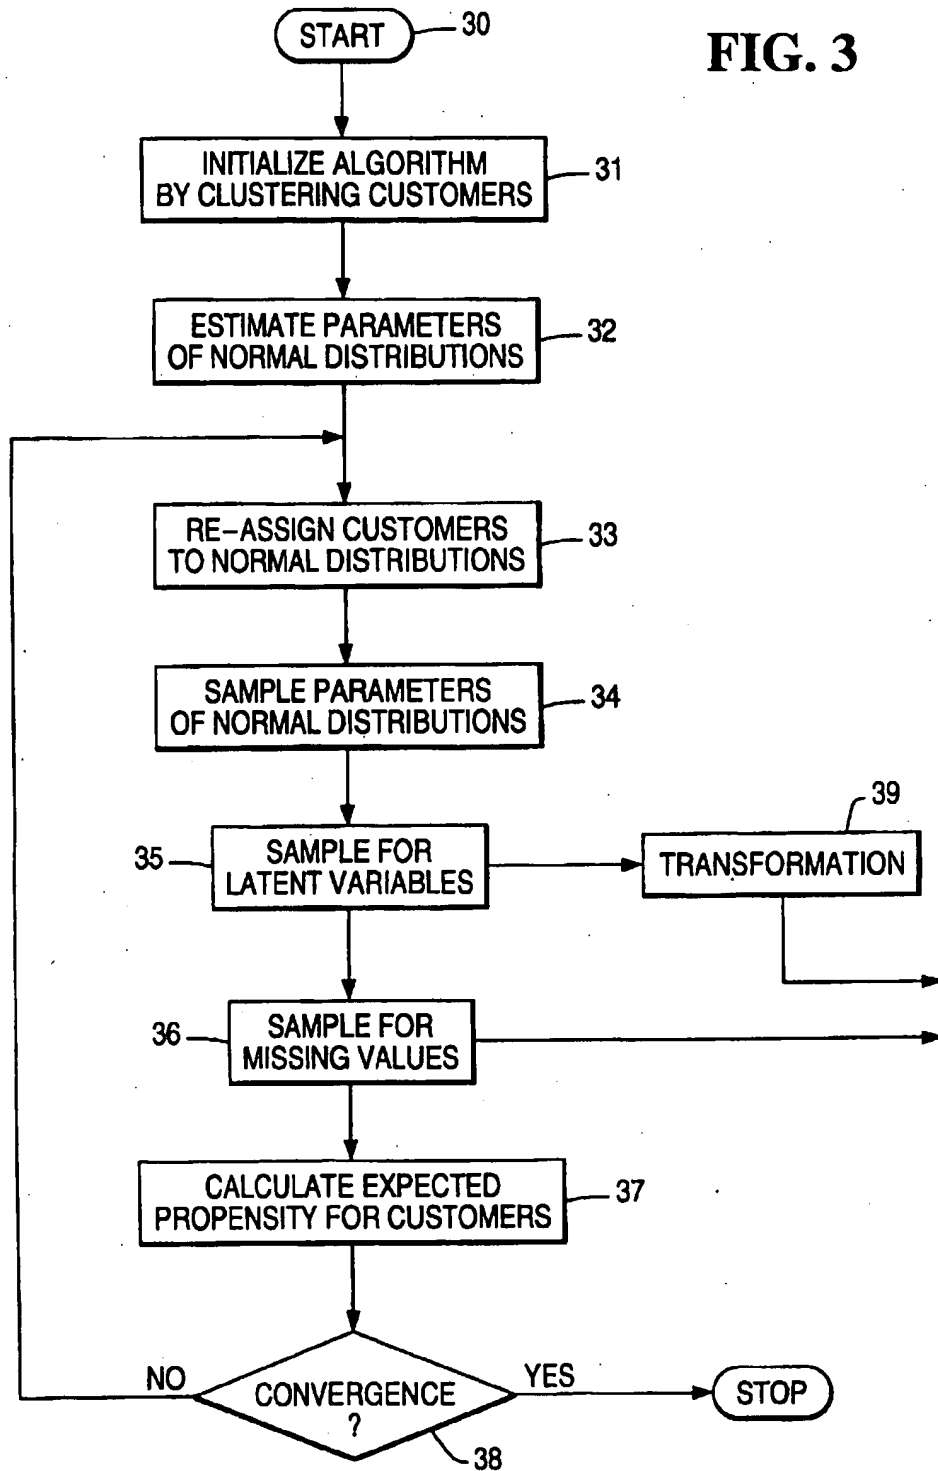 START
30
FIG. 3
INITIALIZE ALGORITHM
BY CLUSTERING CUSTOMERS
31
ESTIMATE PARAMETERS
OF NORMAL DISTRIBUTIONS
32
RE-ASSIGN CUSTOMERS
TO NORMAL DISTRIBUTIONS
33
SAMPLE PARAMETERS
OF NORMAL DISTRIBUTIONS
34
35
SAMPLE FOR
LATENT VARIABLES
39
TRANSFORMATION
36
SAMPLE FOR
MISSING VALUES
CALCULATE EXPECTED
PROPENSITY FOR CUSTOMERS
37
NO
CONVERGENCE
?
YES
STOP
38